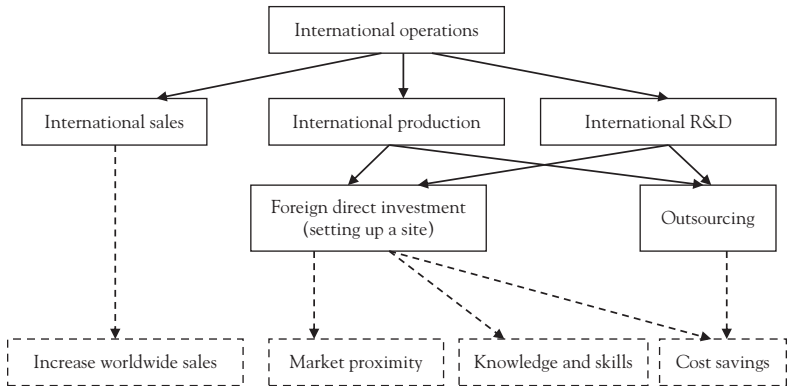 International operations
International sales
International production
International R&D
Foreign direct investment
(setting up a site)
Outsourcing
Increase worldwide sales
Market proximity
Knowledge and skills
Cost savings